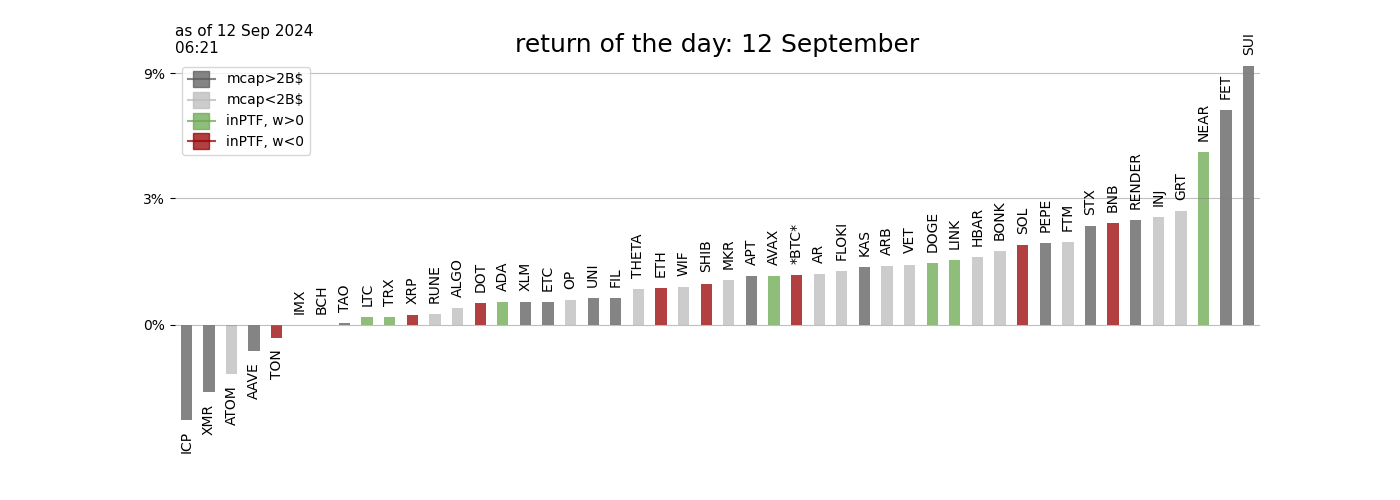 as of 12 Sep 2024
06:21
return of the day: 12 September
9%
3%
0%
mcap>2B$
mcap<2B$
inPTF, w>0
inPTF, w<0
ICP
XMR
ATOM
AAVE
TON
IMX
BCH
TAO
LTC
TRX
XRP
RUNE
ALGO
DOT
ADA
XLM
ETC
OP
UNI
FIL
THETA
ETH
WIF
SHIB
MKR
APT
AVAX
*BTC*
AR
FLOKI
KAS
ARB
VET
DOGE
LINK
HBAR
BONK
SOL
PEPE
FTM
STX
BNB
RENDER
INJ
GRT
NEAR
FET
SUI